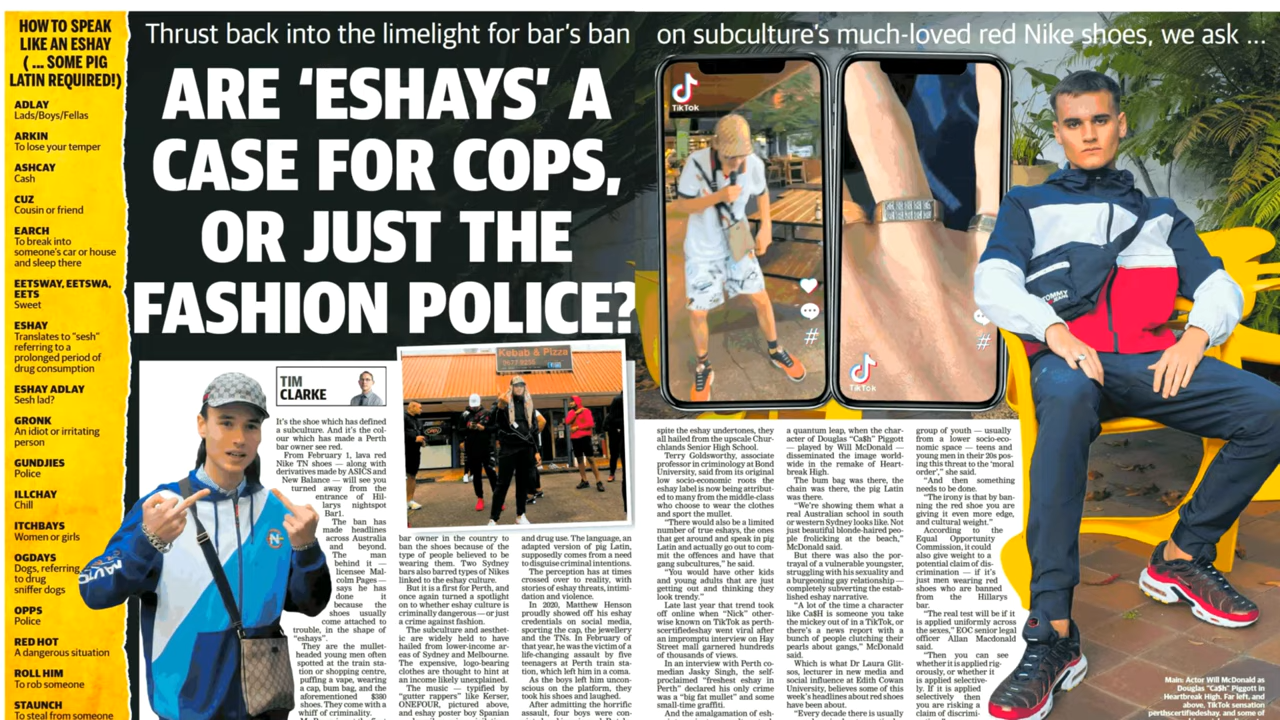 HOW TO SPEAK
LIKE AN ESHAY
( ... SOME PIG
LATIN REQUIRED!)
ADLAY
Lads/Boys/Fellas
ARKIN
To lose your temper
ASHCAY
Cash
CUZ
Cousin or friend
EARCH
To break into
someone's car or house
and sleep there
EETSWAY, EETSWA,
EETS
Sweet
ESHAY
Translates to "sesh"
referring to a
prolonged period of
drug consumption
ESHAY ADLAY
Sesh lad?
GRONK
An idiot or irritating
person
GUNDJIES
Police
ILLCHAY
Chill
ITCHBAYS
Women or girls
OGDAYS
Dogs, referring
to drug
sniffer dogs
OPPS
Police
RED HOT
A dangerous situation
ROLL HIM
To rob someone
STAUNCH
To steal from someone
Thrust back into the limelight for bar's ban on subculture's much-loved red Nike shoes, we ask ...
ARE 'ESHAYS' A
CASE FOR COPS,
OR JUST THE
FASHION POLICE?
TIM
CLARKE
It's the shoe which has defined
a subculture. And it's the col-
our which has made a Perth
bar owner see red.
From February 1, lava red
Nike TN shoes — along with
derivatives made by ASICS and
New Balance — will see you
turned away from the
entrance of Hil-
larys nightspot
Bar1.
The ban has
made headlines
across Australia
and beyond.
The man
behind it —
licensee Mal-
colm Pages —
says he has
done it
because the
shoes usually
come attached to
trouble, in the shape of
"eshays".
They are the mullet-
headed young men often
spotted at the train sta-
tion or shopping centre,
puffing a vape, wearing
a cap, bum bag, and the
aforementioned $380
shoes. They come with a
whiff of criminality.
Kebab & Pizza
bar owner in the country to
ban the shoes because of the
type of people believed to be
wearing them. Two Sydney
bars also barred types of Nikes
linked to the eshay culture.
But it is a first for Perth, and
once again turned a spotlight
on to whether eshay culture is
criminally dangerous — or just
a crime against fashion.
The subculture and aesthet-
ic are widely held to have
hailed from lower-income ar-
eas of Sydney and Melbourne.
The expensive, logo-bearing
clothes are thought to hint at
an income likely unexplained.
The music — typified by
"gutter rappers" like Kerser,
ONEFOUR, pictured above,
and eshay poster boy Spanian
and drug use. The language, an
adapted version of pig Latin,
supposedly comes from a need
to disguise criminal intentions.
The perception has at times
crossed over to reality, with
stories of eshay threats, intimi-
dation and violence.
In 2020, Matthew Henson
proudly showed off his eshay
credentials on social media,
sporting the cap, the jewellery
and the TNs. In February of
that year, he was the victim of a
life-changing assault by five
teenagers at Perth train sta-
tion, which left him in a coma.
As the boys left him uncon-
scious on the platform, they
took his shoes and laughed.
After admitting the horrific
assault, four boys were con-
TikTok
#
TikTok
#
TOMMY
JEANS
spite the eshay undertones, they
all hailed from the upscale Chur-
chlands Senior High School.
Terry Goldsworthy, associate
professor in criminology at Bond
University, said from its original
low socio-economic roots the
eshay label is now being attribut-
ed to many from the middle-class
who choose to wear the clothes
and sport the mullet.
"There would also be a limited
number of true eshays, the ones
that get around and speak in pig
Latin and actually go out to com-
mit the offences and have that
gang subcultures," he said.
"You would have other kids
and young adults that are just
getting out and thinking they
look trendy."
Late last year that trend took
off online when "Nick" other-
wise known on TikTok as perth-
scertifiedeshay went viral after
an impromptu interview on Hay
Street mall garnered hundreds
of thousands of views.
In an interview with Perth co-
median Jasky Singh, the self-
proclaimed "freshest eshay in
Perth" declared his only crime
was a "big fat mullet" and some
small-time graffiti.
And the amalgamation of esh-
a quantum leap, when the char-
acter of Douglas "Ca$h" Piggott
— played by Will McDonald —
disseminated the image world-
wide in the remake of Heart-
break High.
The bum bag was there, the
chain was there, the pig Latin
was there.
"We're showing them what a
real Australian school in south
or western Sydney looks like. Not
just beautiful blonde-haired peo-
ple frolicking at the beach,"
McDonald said.
But there was also the por-
trayal of a vulnerable youngster,
struggling with his sexuality and
a burgeoning gay relationship —
completely subverting the estab-
lished eshay narrative.
"A lot of the time a character
like Ca$H is someone you take
the mickey out of in a TikTok, or
there's a news report with a
bunch of people clutching their
pearls about gangs," McDonald
said.
Which is what Dr Laura Glit-
sos, lecturer in new media and
social influence at Edith Cowan
University, believes some of this
week's headlines about red shoes
have been about.
"Every decade there is usually
group of youth — usually
from a lower socio-eco-
nomic space — teens and
young men in their 20s pos-
ing this threat to the 'moral
order'," she said.
"And then something
needs to be done.
"The irony is that by ban-
ning the red shoe you are
giving it even more edge,
and cultural weight."
According to the
Equal Opportunity
Commission, it could
also give weight to a
potential claim of dis-
crimination — if it's
just men wearing red
shoes who are banned
from the Hillarys
bar.
"The real test will be if it
is applied uniformly across
the sexes," EOC senior legal
officer Allan Macdonald
said.
"Then you can see
whether it is applied rig-
orously, or whether it
is applied selective-
ly. If it is applied
selectively then
you are risking a
claim of discrimi-
Main: Actor Will McDonald as
Douglas "Ca$h" Piggott in
Heartbreak High. Far left, and
above, TikTok sensation
perthscertifiedeshay, and some of